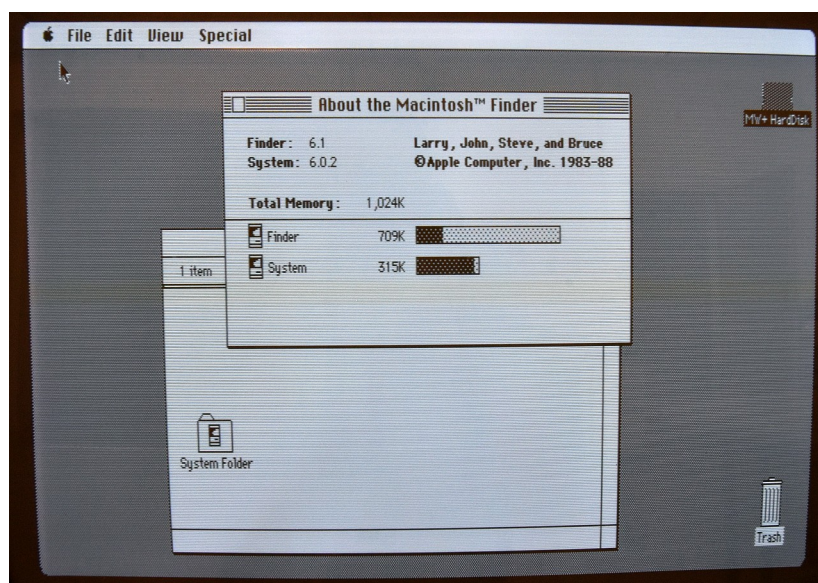 File Edit View Special
About the Macintosh™ Finder
Finder: 6.1 Larry, John, Steve, and Bruce
System: 6.0.2 ©Apple Computer, Inc. 1983-88
Total Memory: 1,024K
Finder 709K
System 315K
1 item
System Folder
MW+ HardDisk
Trash